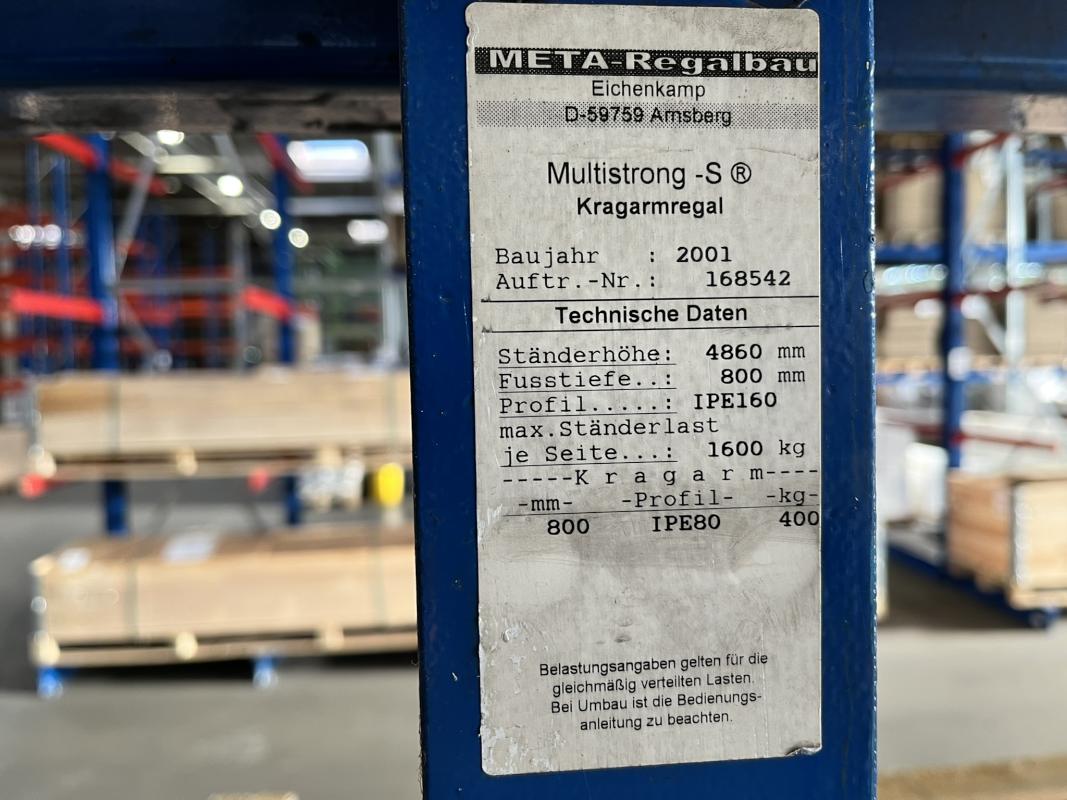 META-Regalbau
Eichenkamp
D-59759 Arnsberg
Multistrong -S ®
Kragarmregal
Baujahr : 2001
Auftr.-Nr.: 168542
Technische Daten
Ständerhöhe: 4860 mm
Fusstiefe..: 800 mm
Profil.....: IPE160
max.Ständerlast
je Seite...: 1600 kg
-----K r a g a r m----
-mm- -Profil- -kg-
800 IPE80 400
Belastungsangaben gelten für die
gleichmäßig verteilten Lasten.
Bei Umbau ist die Bedienungs-
anleitung zu beachten.